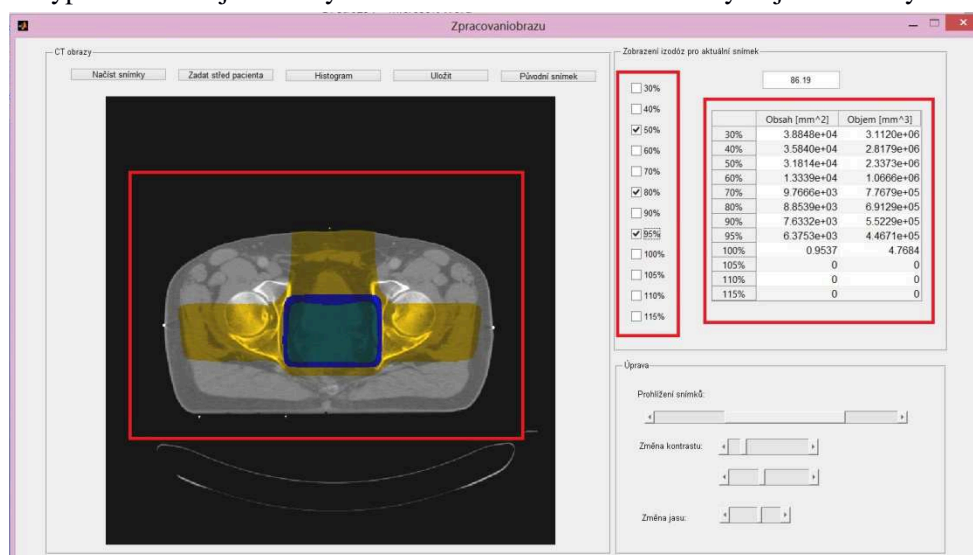 Zpracovaniobrazu
CT obrazy
Načíst snímky Zadat střed pacienta Histogram Uložit Původní snímek
Zobrazení izodóz pro aktuální snímek
86.19
30%
40%
50%
60%
70%
80%
90%
95%
100%
105%
110%
115%
Obsah [mm^2] Objem [mm^3]
30% 3.8848e+04 3.1120e+06
40% 3.5840e+04 2.8179e+06
50% 3.1814e+04 2.3373e+06
60% 1.3339e+04 1.0666e+06
70% 9.7666e+03 7.7679e+05
80% 8.8539e+03 6.9129e+05
90% 7.6332e+03 5.5229e+05
95% 6.3753e+03 4.4671e+05
100% 0.9537 4.7684
105% 0 0
110% 0 0
115% 0 0
Úprava
Prohlížení snímků:
Změna kontrastu:
Změna jasu: